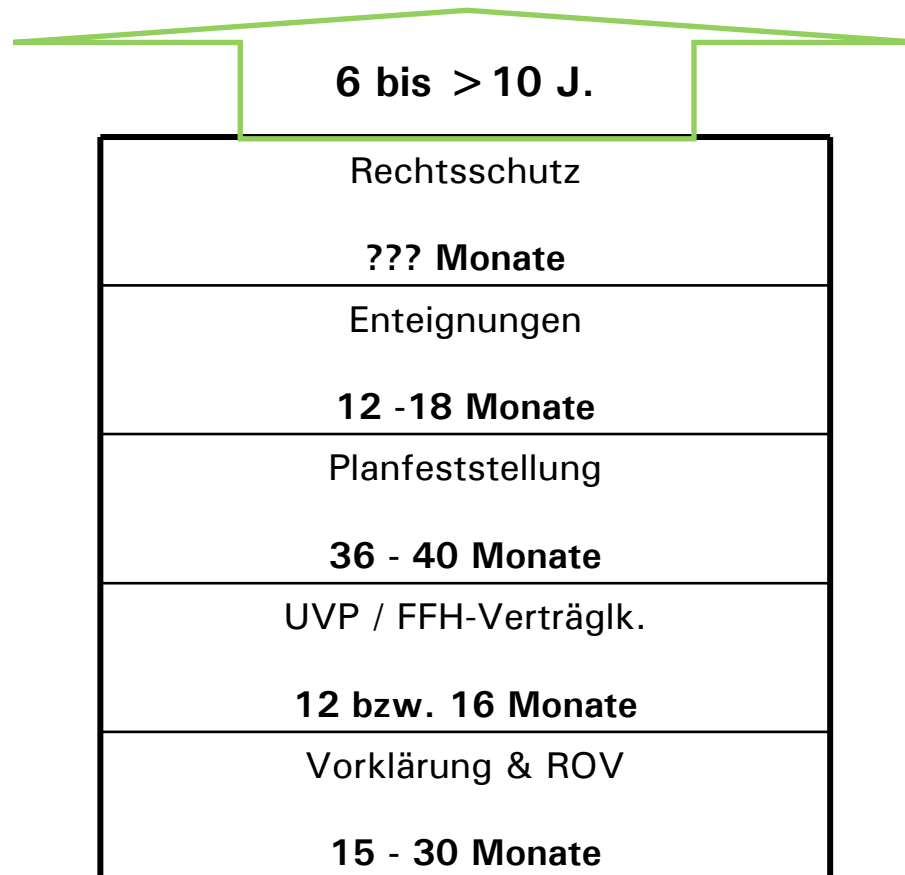 6 bis >10 J.
Rechtsschutz
??? Monate
Enteignungen
12 -18 Monate
Planfeststellung
36 - 40 Monate
UVP / FFH-Verträglk.
12 bzw. 16 Monate
Vorklärung & ROV
15 - 30 Monate